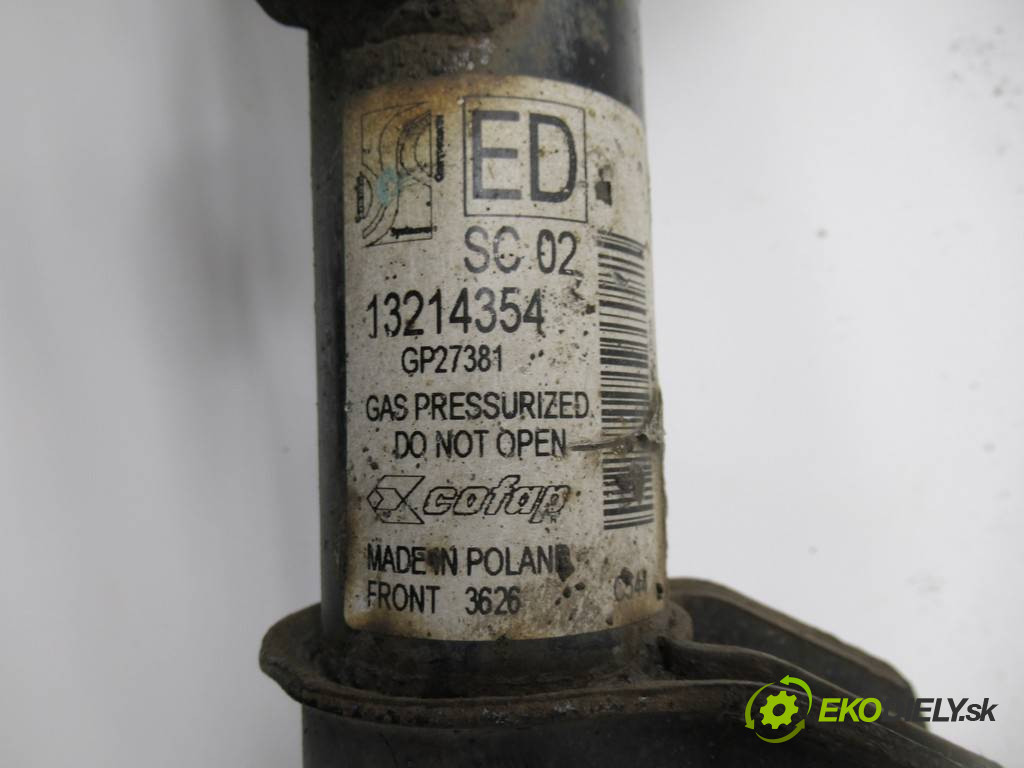 ED
SC 02
13214354
GP27381
GAS PRESSURIZED
DO NOT OPEN
cofap
MADE IN POLAND
FRONT 3626
EKODIELY.sk